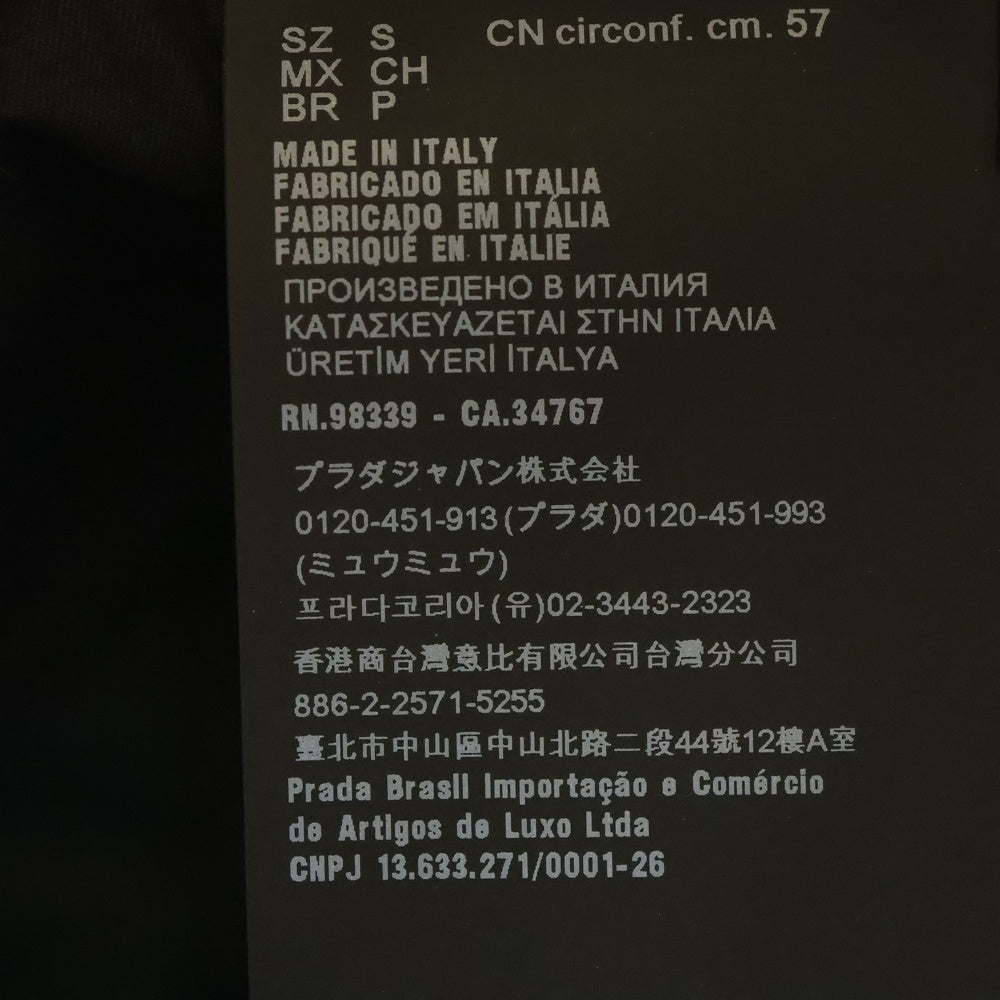 SZ S CN circonf. cm. 57
MX CH
BR P
MADE IN ITALY
FABRICADO EN ITALIA
FABRICADO EM ITÁLIA
FABRIQUÉ EN ITALIE
ПРОИЗВЕДЕНО В ИТАЛИЯ
ΚΑΤΑΣΚΕΥΑΖΕΤΑΙ ΣΤΗΝ ΙΤΑΛΙΑ
ÜRETİM YERİ İTALYA
RN.98339 - CA.34767
プラダジャパン株式会社
0120-451-913(プラダ)0120-451-993
(ミュウミュウ)
프라다코리아(유)02-3443-2323
香港商台灣意比有限公司台灣分公司
886-2-2571-5255
臺北市中山區中山北路二段44號12樓A室
Prada Brasil Importação e Comércio
de Artigos de Luxo Ltda
CNPJ 13.633.271/0001-26